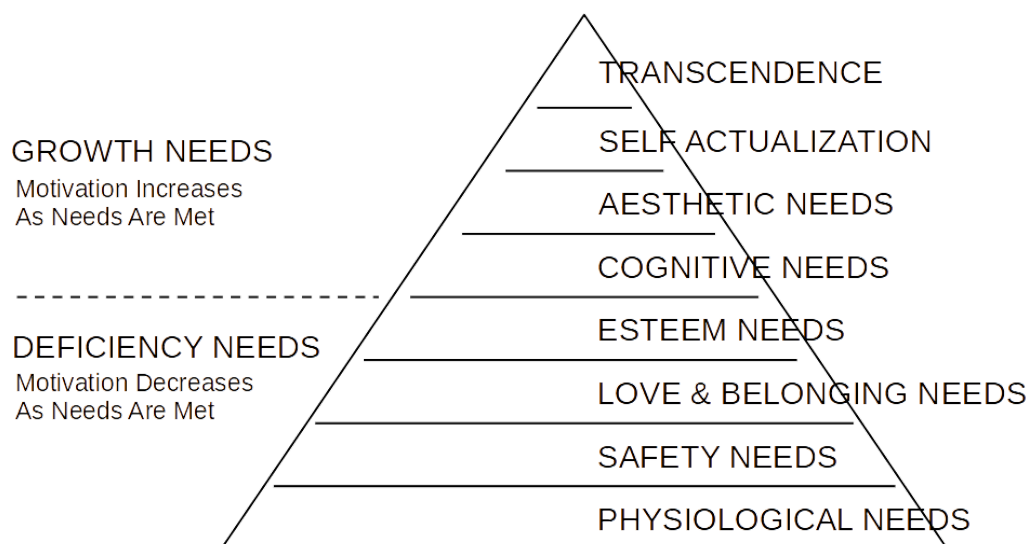 TRANSCENDENCE
SELF ACTUALIZATION
GROWTH NEEDS
Motivation Increases
As Needs Are Met
AESTHETIC NEEDS
COGNITIVE NEEDS
DEFICIENCY NEEDS
Motivation Decreases
As Needs Are Met
ESTEEM NEEDS
LOVE & BELONGING NEEDS
SAFETY NEEDS
PHYSIOLOGICAL NEEDS